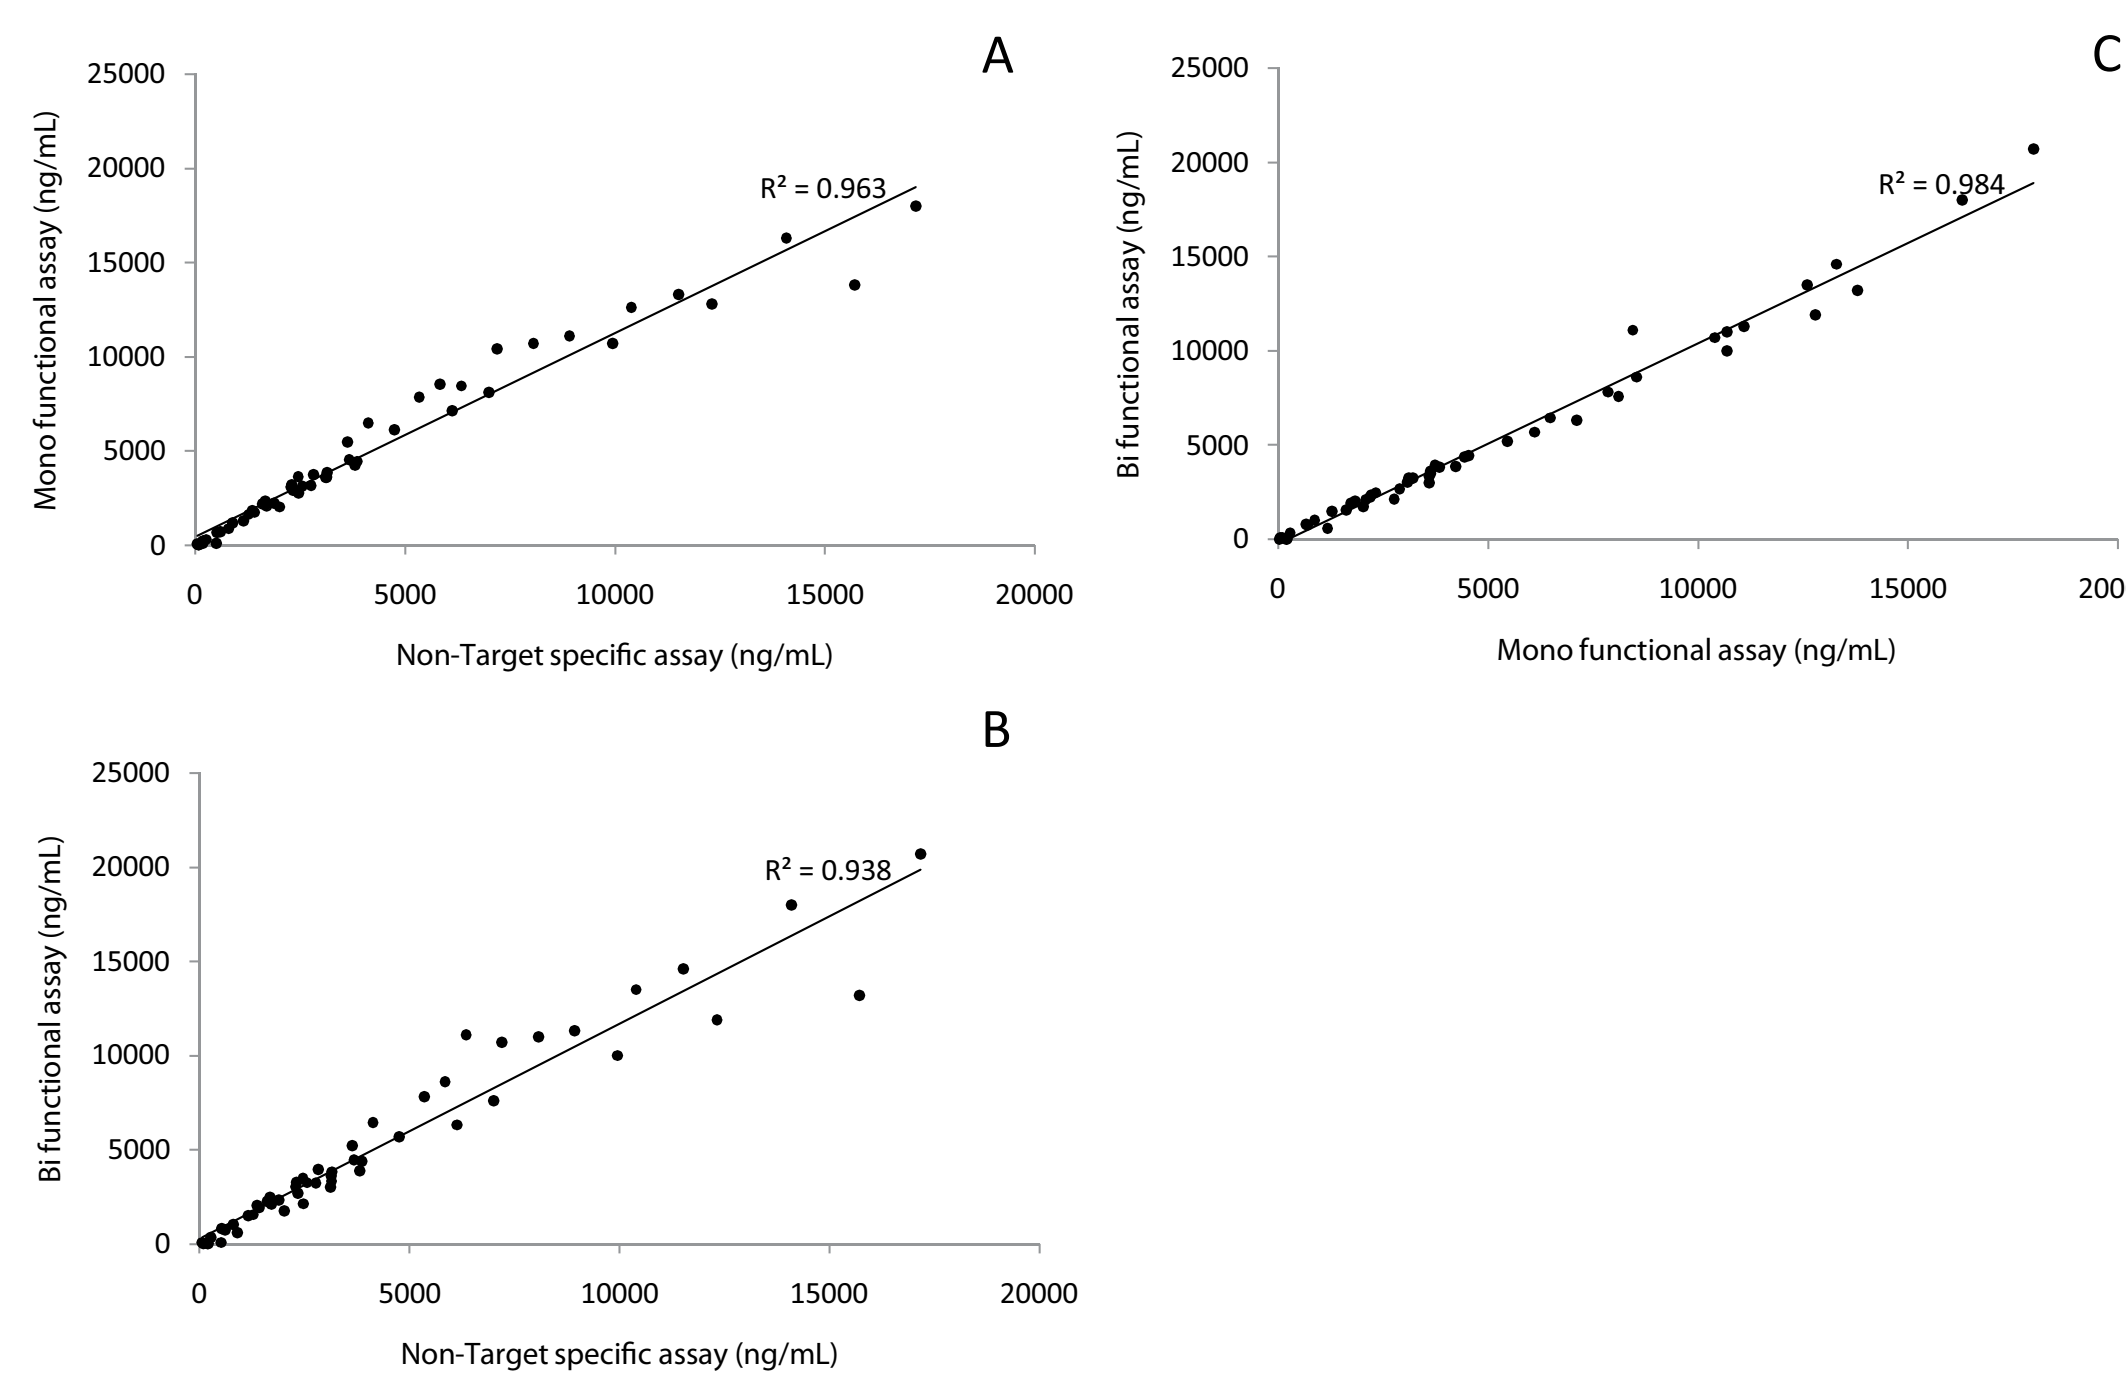 A
25000
20000
15000
10000
5000
0
Mono functional assay (ng/mL)
R² = 0.963
0 5000 10000 15000 20000
Non-Target specific assay (ng/mL)
C
25000
20000
15000
10000
5000
0
Bi functional assay (ng/mL)
R² = 0.984
0 5000 10000 15000 200
Mono functional assay (ng/mL)
B
25000
20000
15000
10000
5000
0
Bi functional assay (ng/mL)
R² = 0.938
0 5000 10000 15000 20000
Non-Target specific assay (ng/mL)